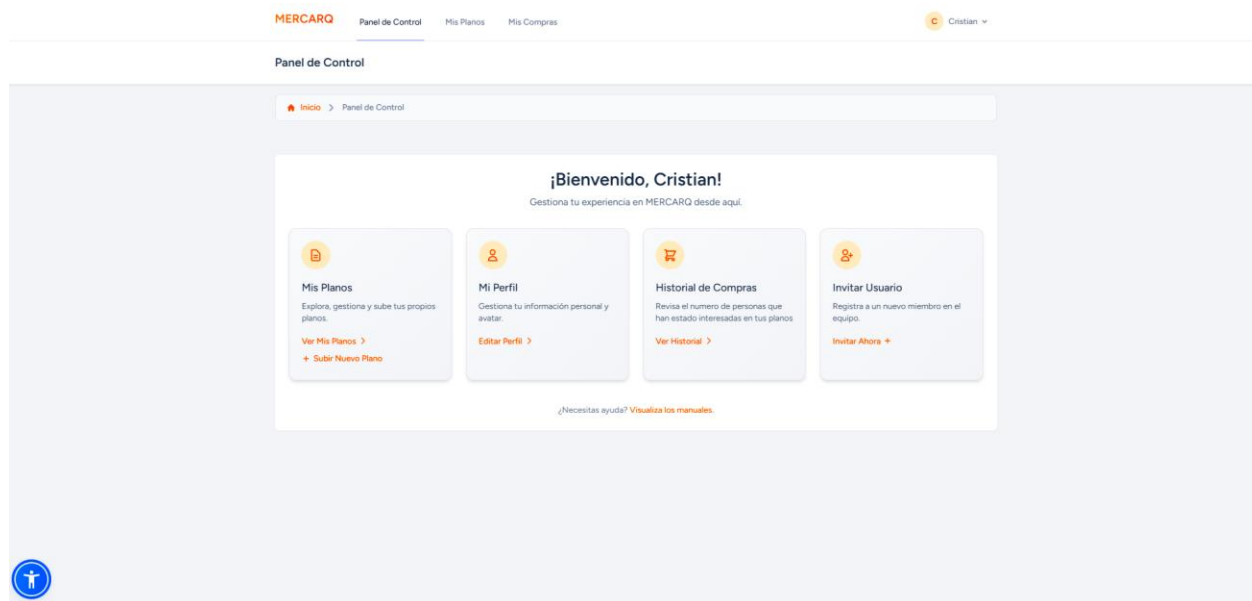 MERCARQ
Panel de Control
Mis Planos
Mis Compras
C
Cristian
Panel de Control
Inicio > Panel de Control
¡Bienvenido, Cristian!
Gestiona tu experiencia en MERCARQ desde aquí.
Mis Planos
Explora, gestiona y sube tus propios
planos.
Ver Mis Planos >
+ Subir Nuevo Plano
Mi Perfil
Gestiona tu información personal y
avatar.
Editar Perfil >
Historial de Compras
Revisa el numero de personas que
han estado interesadas en tus planos
Ver Historial >
Invitar Usuario
Registra a un nuevo miembro en el
equipo.
Invitar Ahora +
¿Necesitas ayuda? Visualiza los manuales.